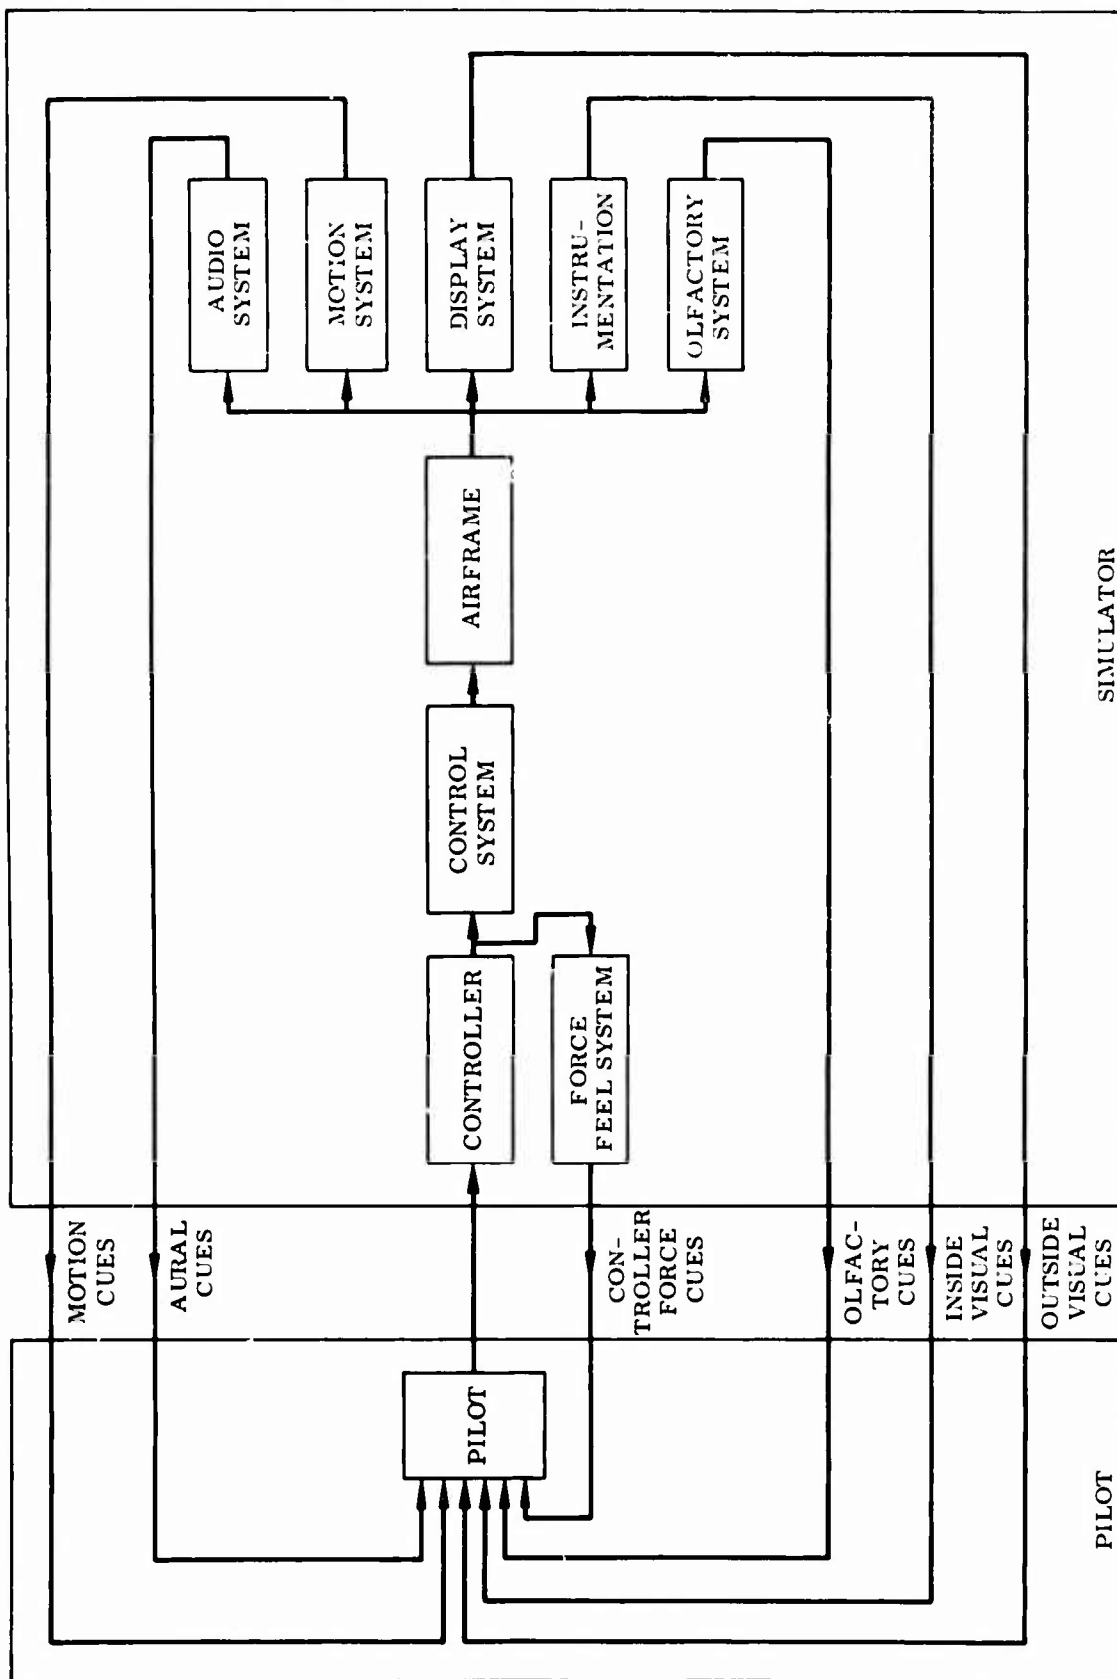 MOTION
CUES
AURAL
CUES
CON-
TROLLER
FORCE
CUES
OLFAC-
TORY
CUES
INSIDE
VISUAL
CUES
OUTSIDE
VISUAL
CUES
PILOT
CONTROLLER
FORCE
FEEL SYSTEM
CONTROL
SYSTEM
AIRFRAME
AUDIO
SYSTEM
MOTION
SYSTEM
DISPLAY
SYSTEM
INSTRU-
MENTATION
OLFACTORY
SYSTEM
PILOT
SIMULATOR